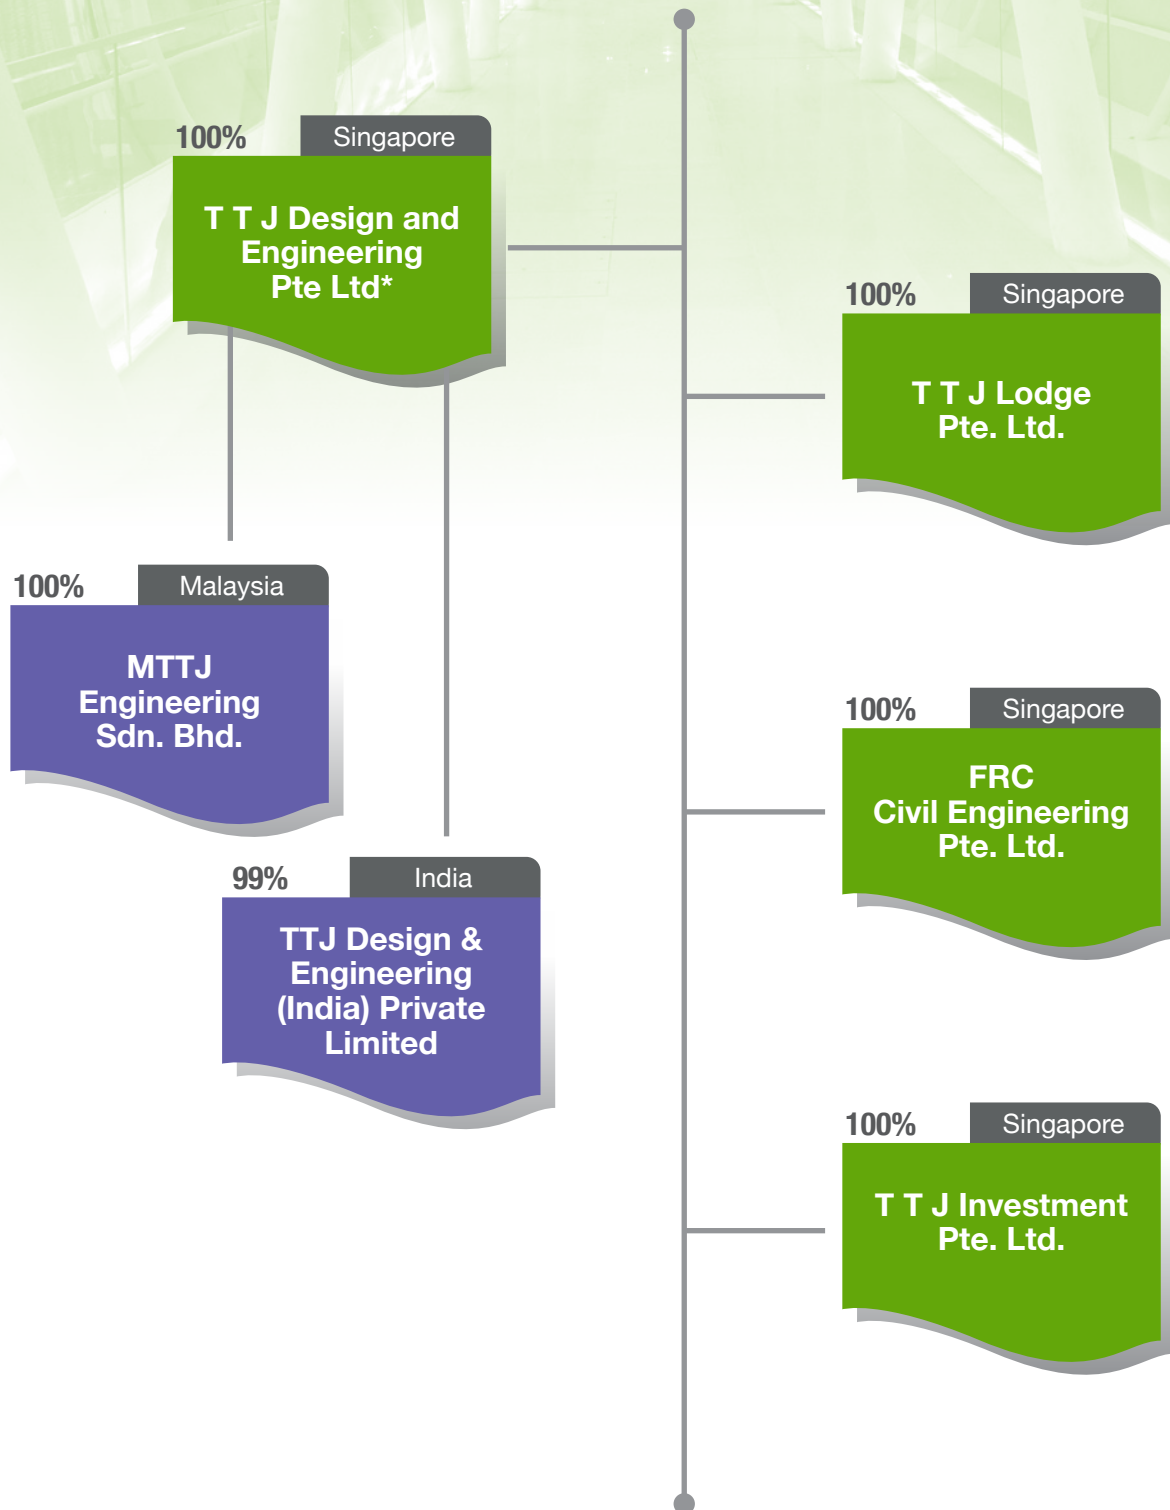 100%
Singapore
T T J Design and
Engineering
Pte Ltd*
100%
Singapore
T T J Lodge
Pte. Ltd.
100%
Malaysia
MTTJ
Engineering
Sdn. Bhd.
100%
Singapore
FRC
Civil Engineering
Pte. Ltd.
99%
India
TTJ Design &
Engineering
(India) Private
Limited
100%
Singapore
T T J Investment
Pte. Ltd.